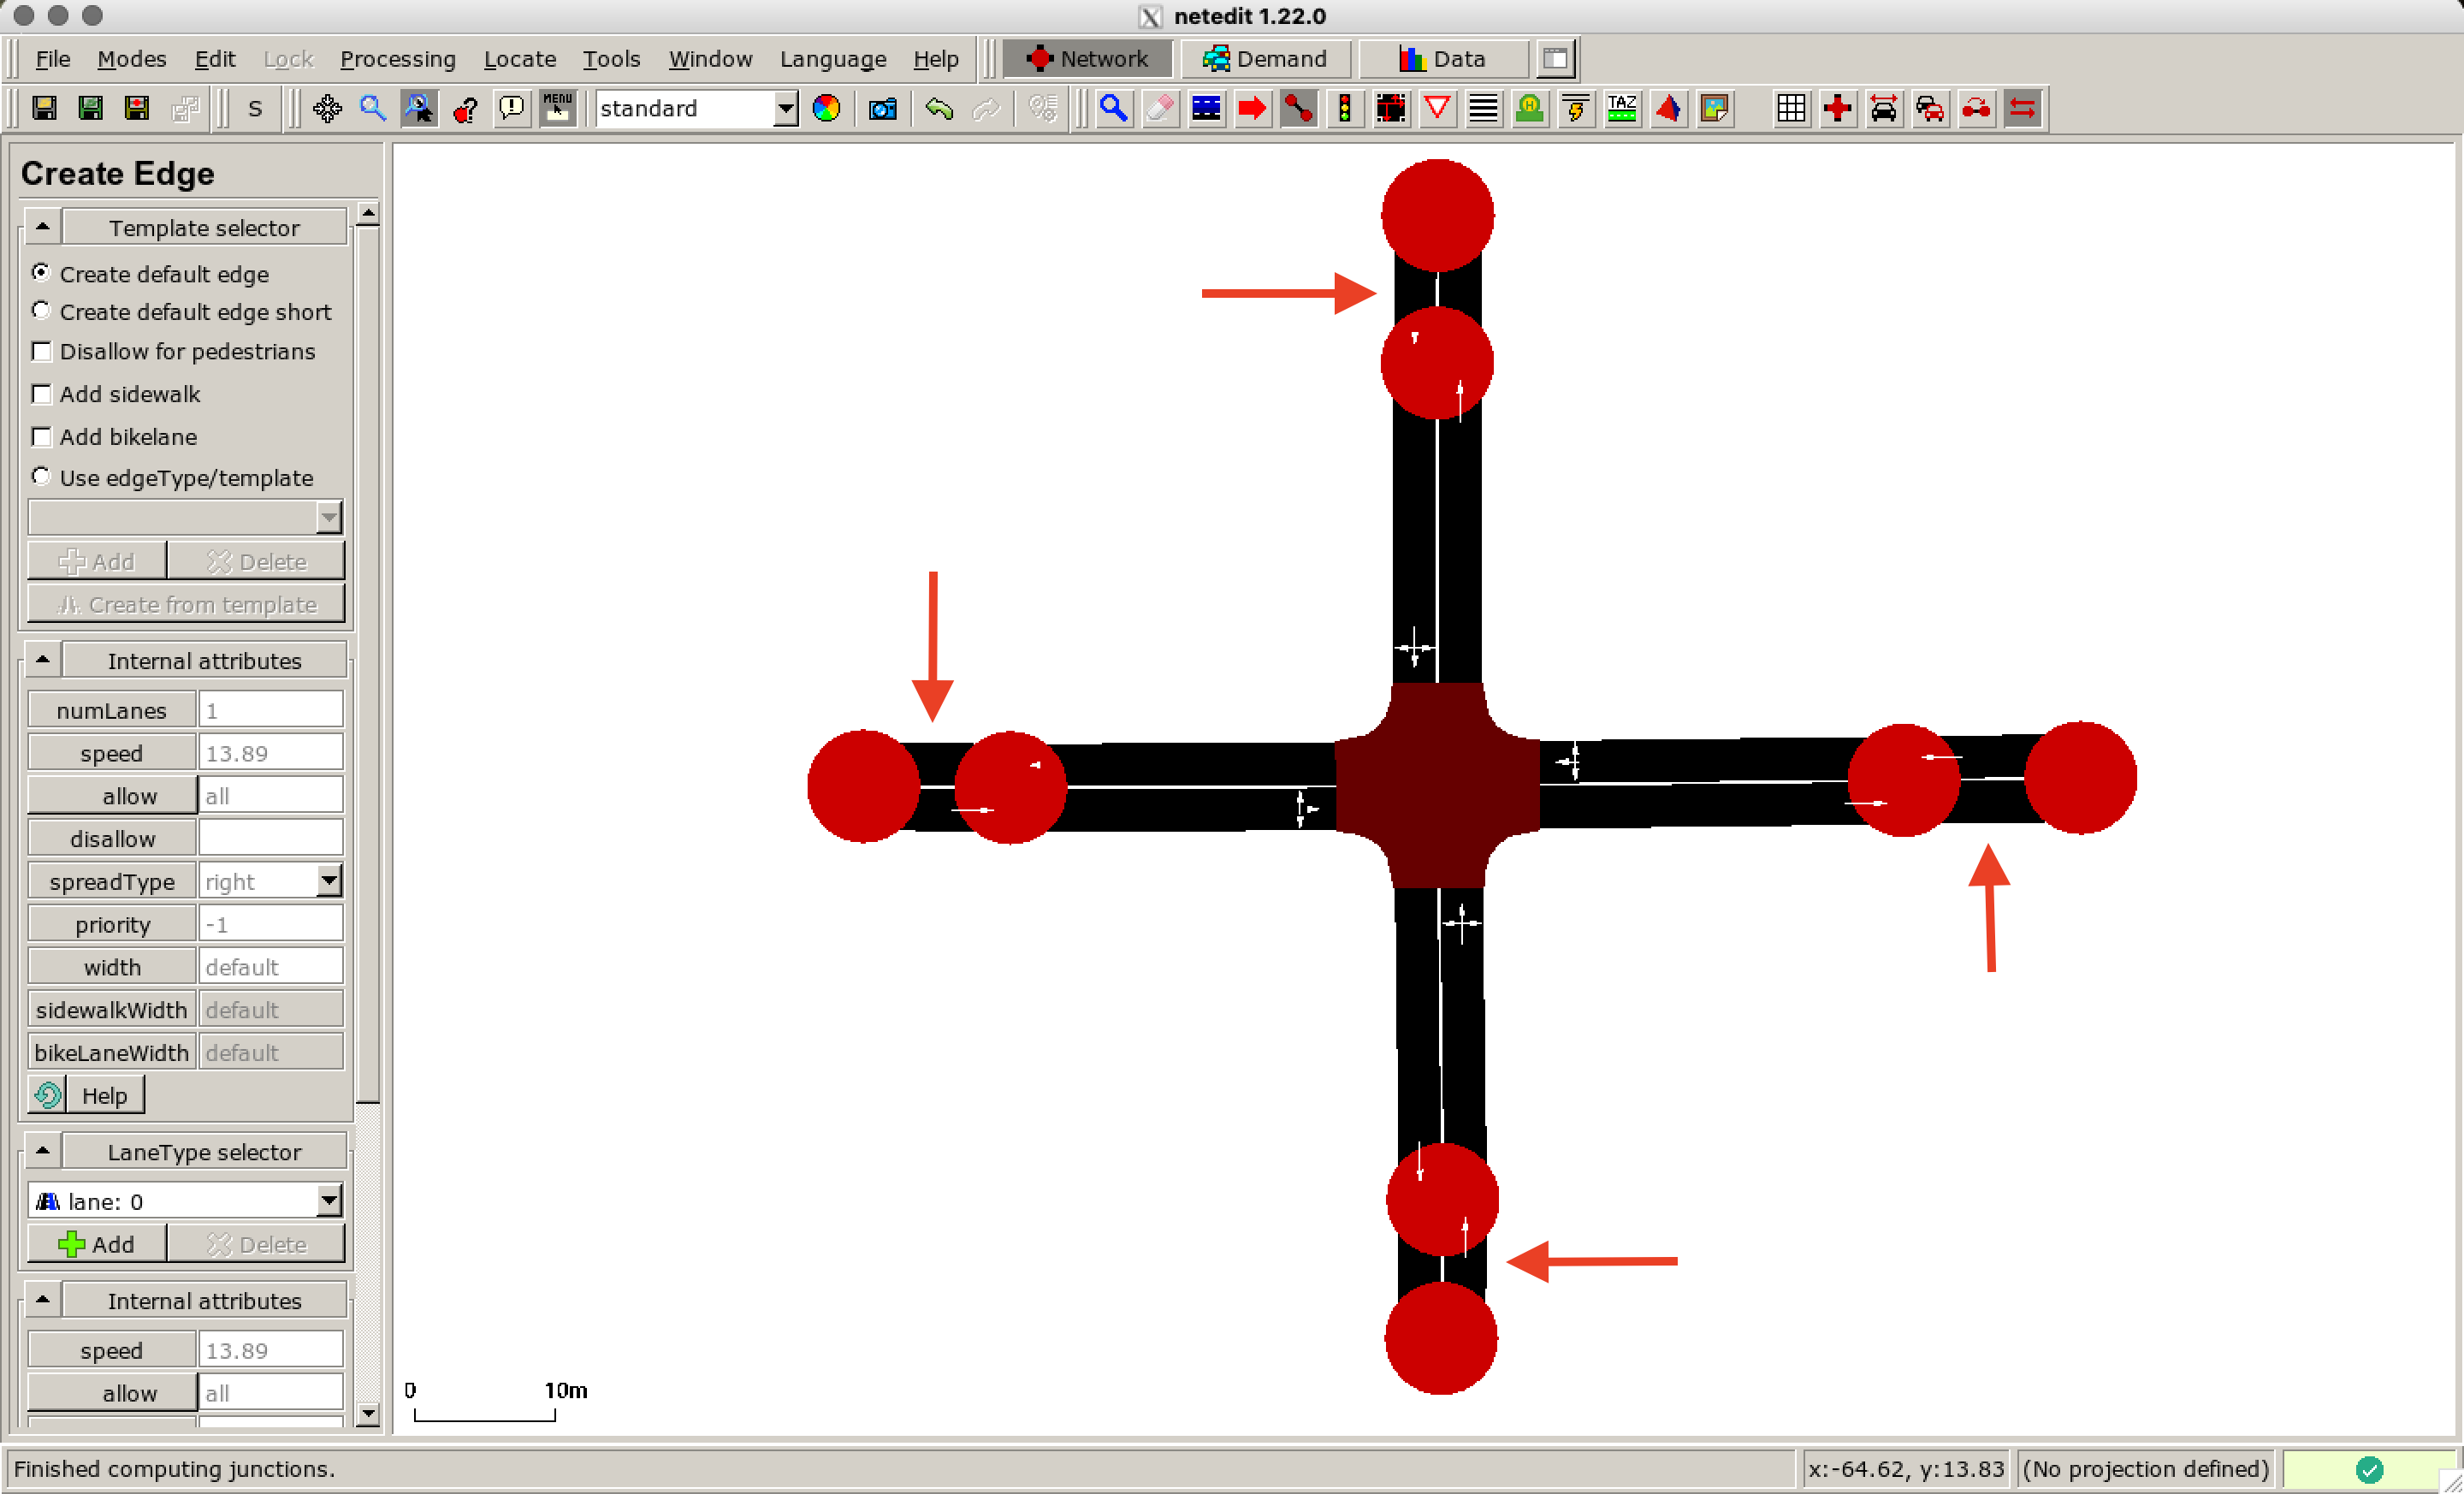 netedit 1.22.0
File Modes Edit Lock Processing Locate Tools Window Language Help Network Demand Data
S MENU standard H TAZ
Create Edge
Template selector
Create default edge
Create default edge short
Disallow for pedestrians
Add sidewalk
Add bikelane
Use edgeType/template
Add Delete
Create from template
Internal attributes
numLanes 1
speed 13.89
allow all
disallow
spreadType right
priority -1
width default
sidewalkWidth default
bikeLaneWidth default
Help
LaneType selector
lane: 0
Add Delete
Internal attributes
speed 13.89
allow all
0 10m
Finished computing junctions. x:-64.62, y:13.83 (No projection defined)